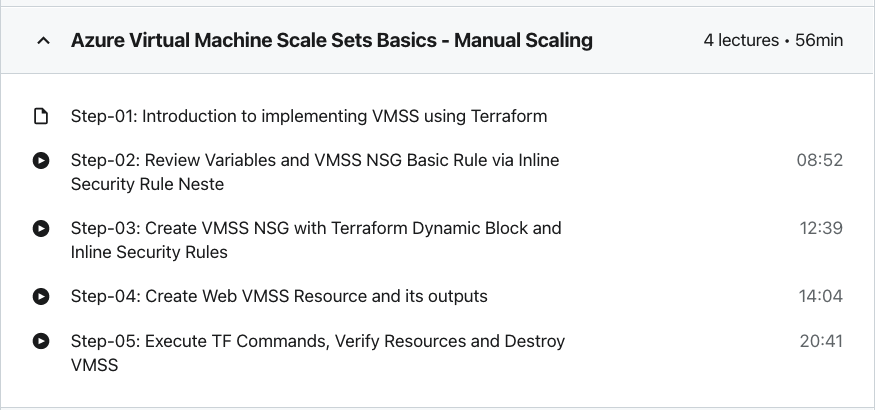 Azure Virtual Machine Scale Sets Basics - Manual Scaling 4 lectures • 56min
Step-01: Introduction to implementing VMSS using Terraform
Step-02: Review Variables and VMSS NSG Basic Rule via Inline 08:52
Security Rule Neste
Step-03: Create VMSS NSG with Terraform Dynamic Block and 12:39
Inline Security Rules
Step-04: Create Web VMSS Resource and its outputs 14:04
Step-05: Execute TF Commands, Verify Resources and Destroy 20:41
VMSS